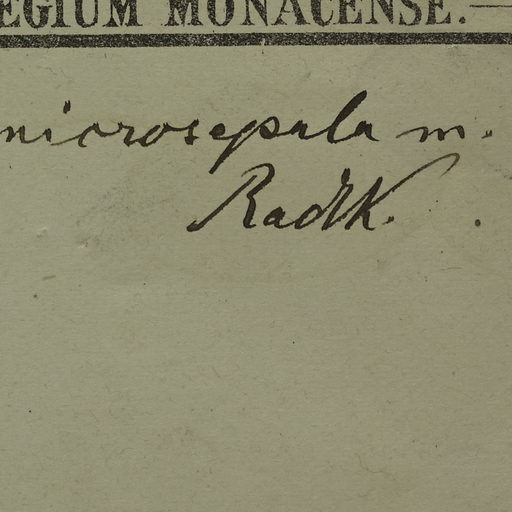 EGIUM MONACENSE.—
microsepala m.
Radlk.